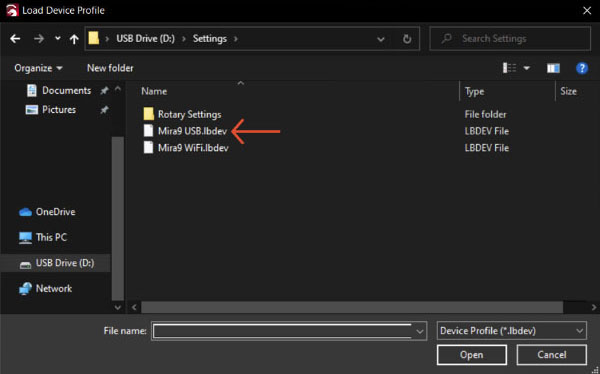 Load Device Profile
USB Drive (D:) Settings
Search Settings
Organize New folder
Documents
Pictures
OneDrive
This PC
USB Drive (D:)
Network
Name Type Size
Rotary Settings File folder
Mira9 USB.lbdev LBDEV File
Mira9 WiFi.lbdev LBDEV File
File name: Device Profile (*.lbdev)
Open Cancel